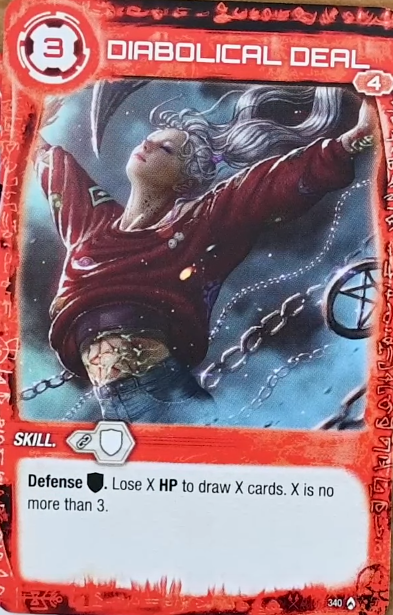 3
DIABOLICAL DEAL
4
SKILL.
Defense . Lose X HP to draw X cards. X is no
more than 3.
340